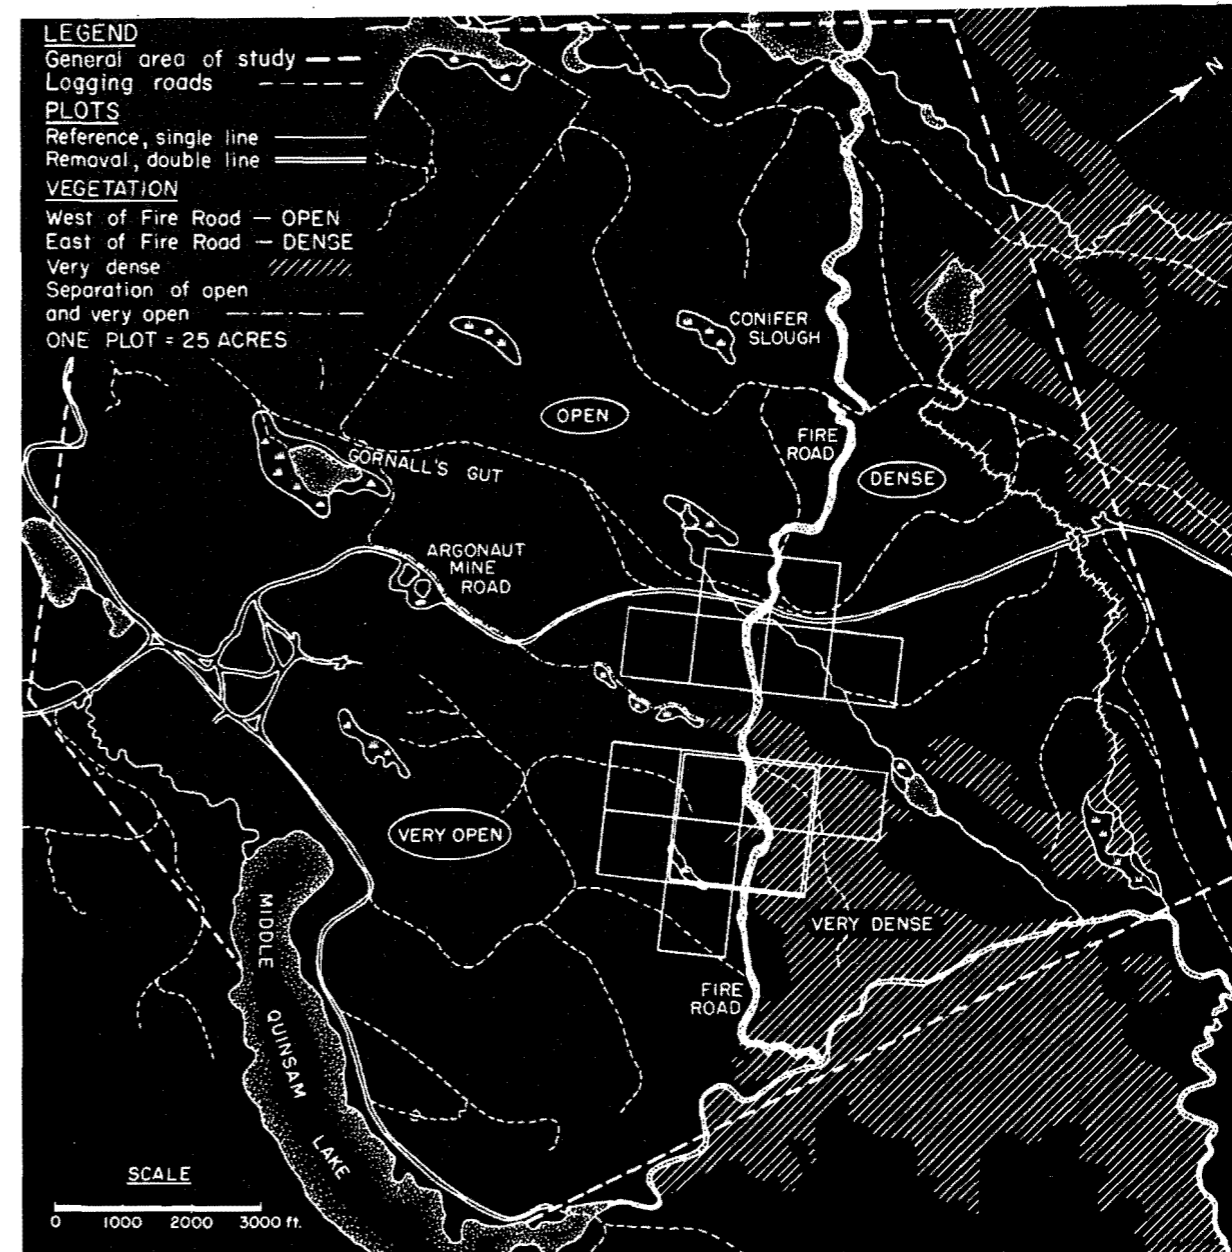 LEGEND
General area of study
Logging roads
PLOTS
Reference, single line
Removal, double line
VEGETATION
West of Fire Road — OPEN
East of Fire Road — DENSE
Very dense
Separation of open
and very open
ONE PLOT = 25 ACRES
N
CONIFER
SLOUGH
OPEN
FIRE
ROAD
GORNALL'S GUT
DENSE
ARGONAUT
MINE
ROAD
VERY OPEN
MIDDLE QUINSAM LAKE
VERY DENSE
FIRE
ROAD
SCALE
0 1000 2000 3000 ft.